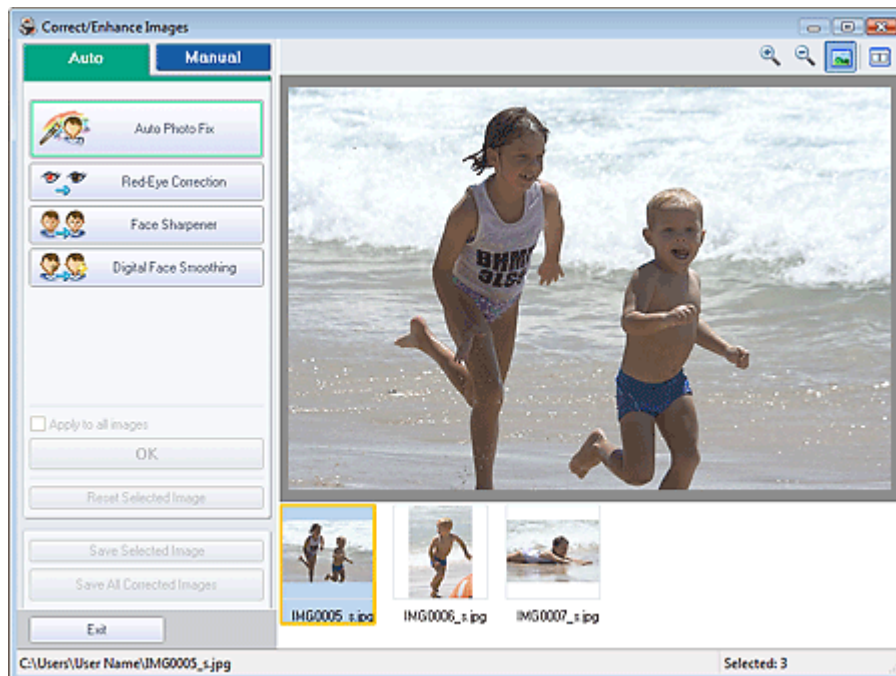 Correct/Enhance Images
Auto
Manual
Auto Photo Fix
Red-Eye Correction
Face Sharpener
Digital Face Smoothing
Apply to all images
OK
Reset Selected Image
Save Selected Image
Save All Corrected Images
Exit
IMG0005_s.jpg
IMG0006_s.jpg
IMG0007_s.jpg
C:\Users\User Name\IMG0005_s.jpg
Selected: 3